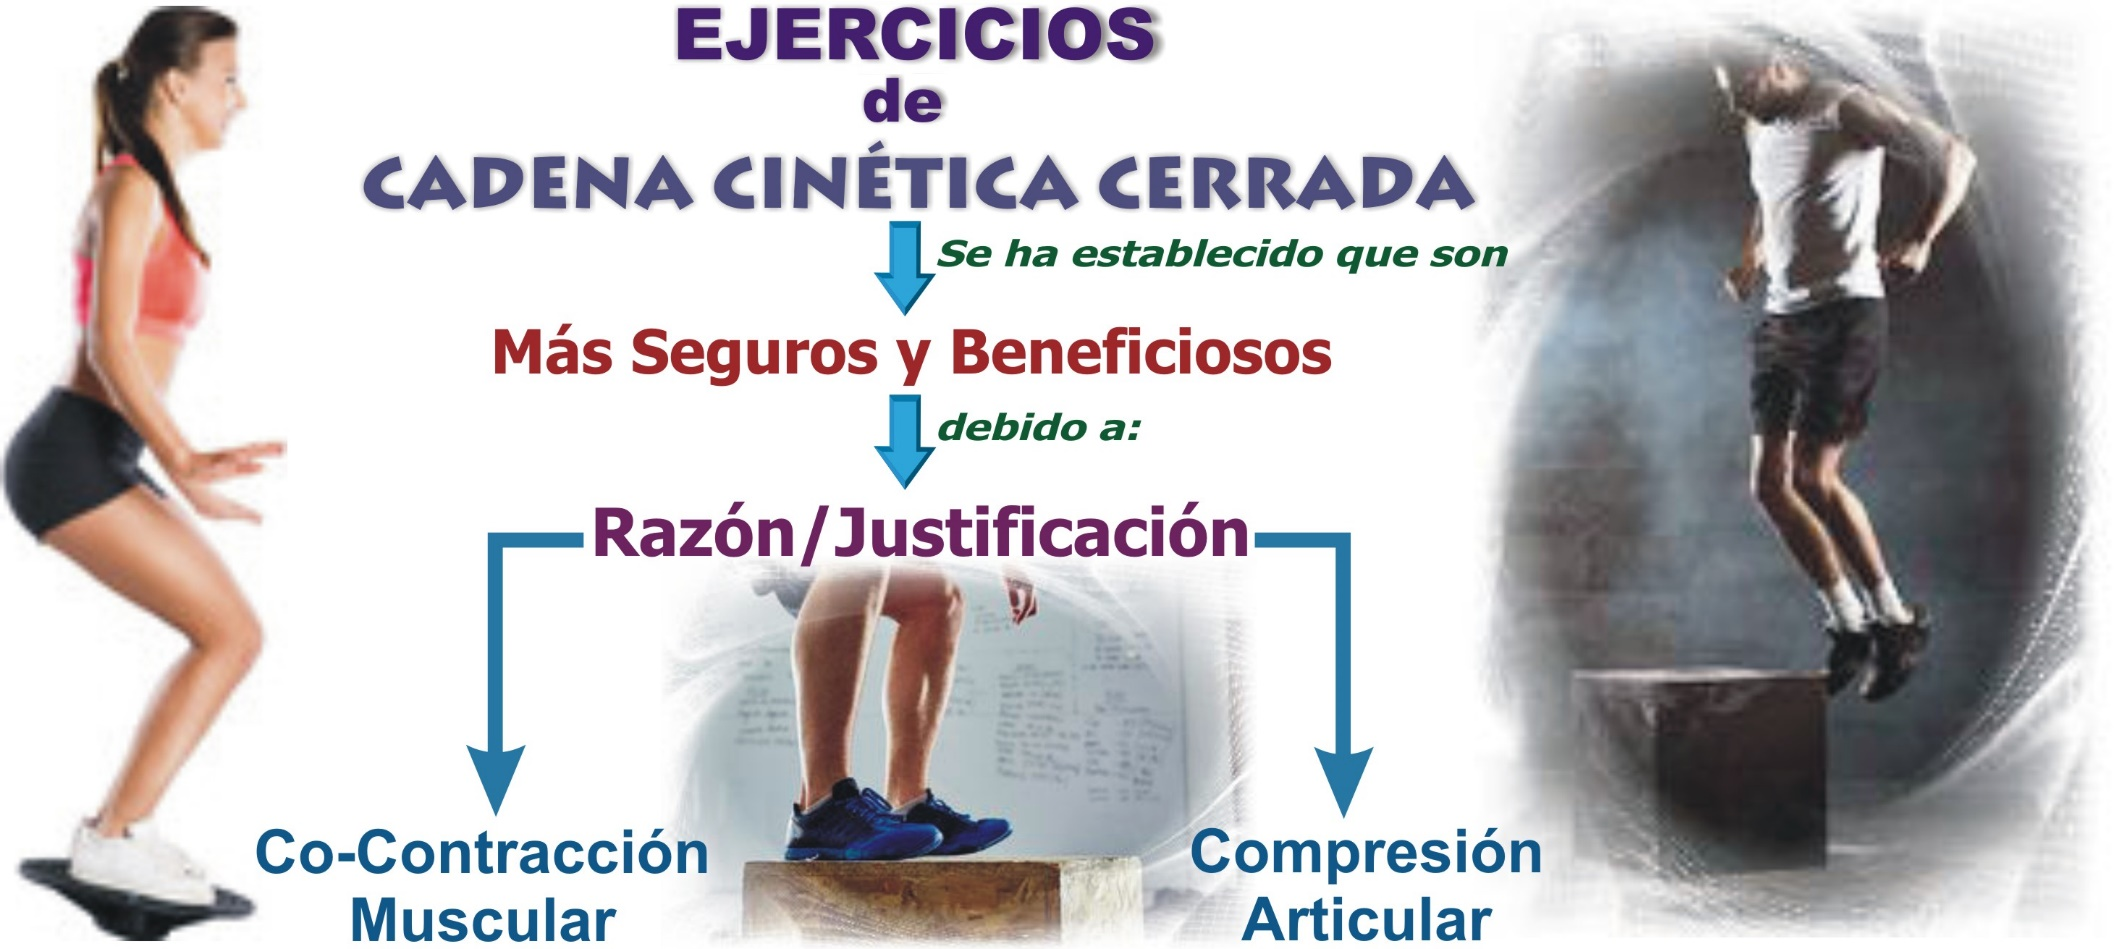 EJERCICIOS
de
CADENA CINÉTICA CERRADA
Se ha establecido que son
Más Seguros y Beneficiosos
debido a:
Razón/Justificación
Co-Contracción
Muscular
Compresión
Articular